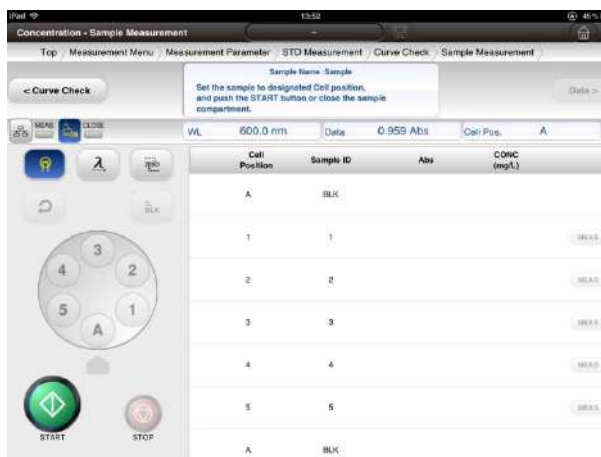 iPad 13:52 45%
Concentration - Sample Measurement
-
Top Measurement Menu Measurement Parameter STD Measurement Curve Check Sample Measurement
< Curve Check
Sample Name :Sample
Set the sample to designated Cell position,
and push the START button or close the sample
compartment.
Data >
MEAS CLOSE
WL 600.0 nm Data 0.959 Abs Cell Pos. A
λ
BLK
Cell Position Sample ID Abs CONC (mg/L)
A BLK
1 1 MEAS
2 2 MEAS
3 3 MEAS
4 4 MEAS
5 5 MEAS
A BLK
3
4 2
5 1
A
START STOP